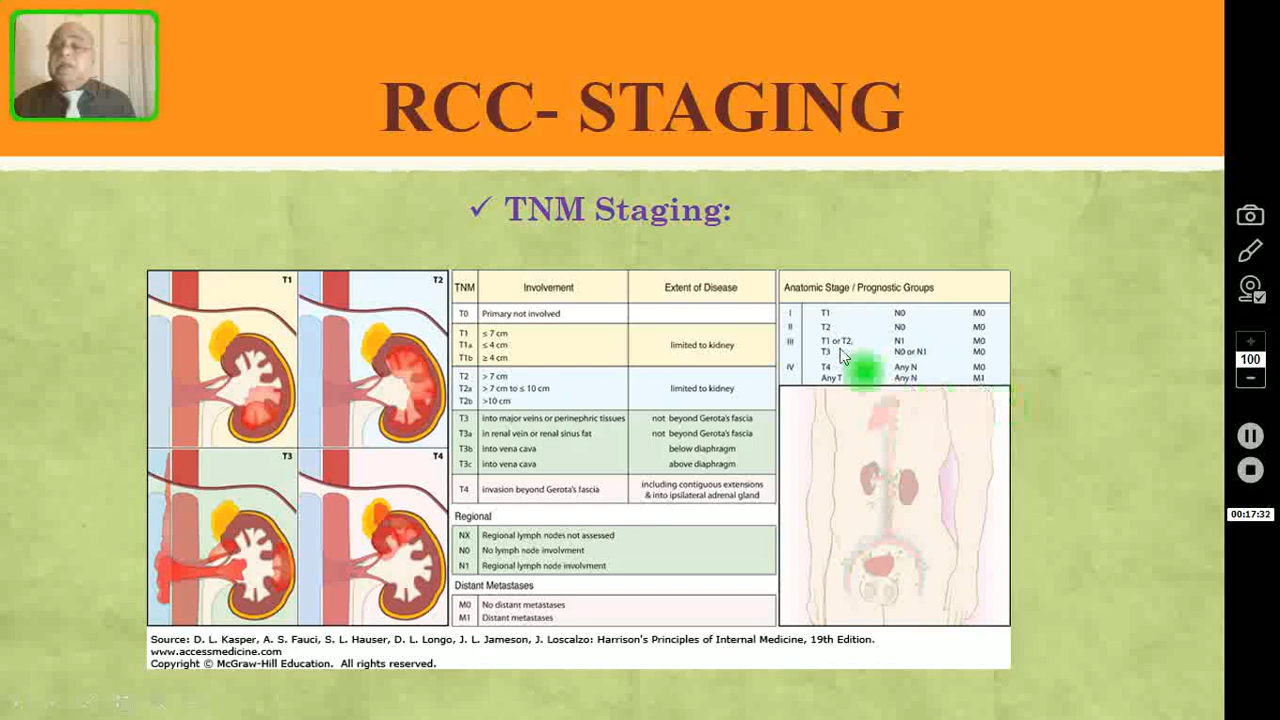 RCC- STAGING
✓ TNM Staging:
T1
T2
T3
T4
TNM Involvement Extent of Disease
T0 Primary not involved
T1 ≤ 7 cm
T1a ≤ 4 cm limited to kidney
T1b ≥ 4 cm
T2 > 7 cm
T2a > 7 cm to ≤ 10 cm limited to kidney
T2b >10 cm
T3 into major veins or perinephric tissues not beyond Gerota's fascia
T3a in renal vein or renal sinus fat not beyond Gerota's fascia
T3b into vena cava below diaphragm
T3c into vena cava above diaphragm
T4 invasion beyond Gerota's fascia including contiguous extensions
& into ipsilateral adrenal gland
Regional
NX Regional lymph nodes not assessed
N0 No lymph node involvment
N1 Regional lymph node involvment
Distant Metastases
M0 No distant metastases
M1 Distant metastases
Anatomic Stage / Prognostic Groups
I T1 N0 M0
II T2 N0 M0
III T1 or T2, N1 M0
T3 N0 or N1 M0
IV T4 Any N M0
Any T Any N M1
Source: D. L. Kasper, A. S. Fauci, S. L. Hauser, D. L. Longo, J. L. Jameson, J. Loscalzo: Harrison's Principles of Internal Medicine, 19th Edition.
www.accessmedicine.com
Copyright © McGraw-Hill Education. All rights reserved.
+
100
-
00:17:32